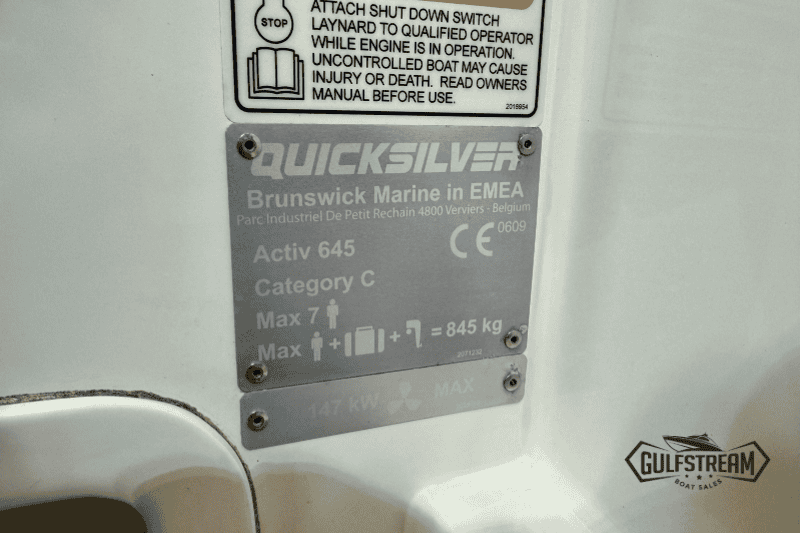 STOP
ATTACH SHUT DOWN SWITCH
LAYNARD TO QUALIFIED OPERATOR
WHILE ENGINE IS IN OPERATION.
UNCONTROLLED BOAT MAY CAUSE
INJURY OR DEATH. READ OWNERS
MANUAL BEFORE USE.
2018954
QUICKSILVER
Brunswick Marine in EMEA
Parc Industriel De Petit Rechain 4800 Verviers - Belgium
Activ 645
CE 0609
Category C
Max 7
Max + + = 845 kg
2071232
147 kW MAX
GULFSTREAM
BOAT SALES